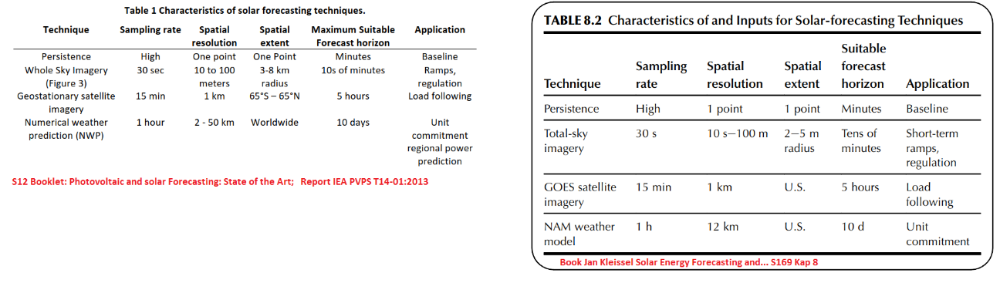 Table 1 Characteristics of solar forecasting techniques.
Technique Sampling rate Spatial Spatial Maximum Suitable Application
resolution extent Forecast horizon
Persistence High One point One Point Minutes Baseline
Whole Sky Imagery 30 sec 10 to 100 3-8 km 10s of minutes Ramps,
(Figure 3) meters radius regulation
Geostationary satellite 15 min 1 km 65°S – 65°N 5 hours Load following
imagery
Numerical weather 1 hour 2 - 50 km Worldwide 10 days Unit
prediction (NWP) commitment
regional power
prediction
S12 Booklet: Photovoltaic and solar Forecasting: State of the Art; Report IEA PVPS T14-01:2013
TABLE 8.2 Characteristics of and Inputs for Solar-forecasting Techniques
Suitable
Sampling Spatial Spatial forecast
Technique rate resolution extent horizon Application
Persistence High 1 point 1 point Minutes Baseline
Total-sky 30 s 10 s–100 m 2–5 m Tens of Short-term
imagery radius minutes ramps,
regulation
GOES satellite 15 min 1 km U.S. 5 hours Load
imagery following
NAM weather 1 h 12 km U.S. 10 d Unit
model commitment
Book Jan Kleissel Solar Energy Forecasting and... S169 Kap 8